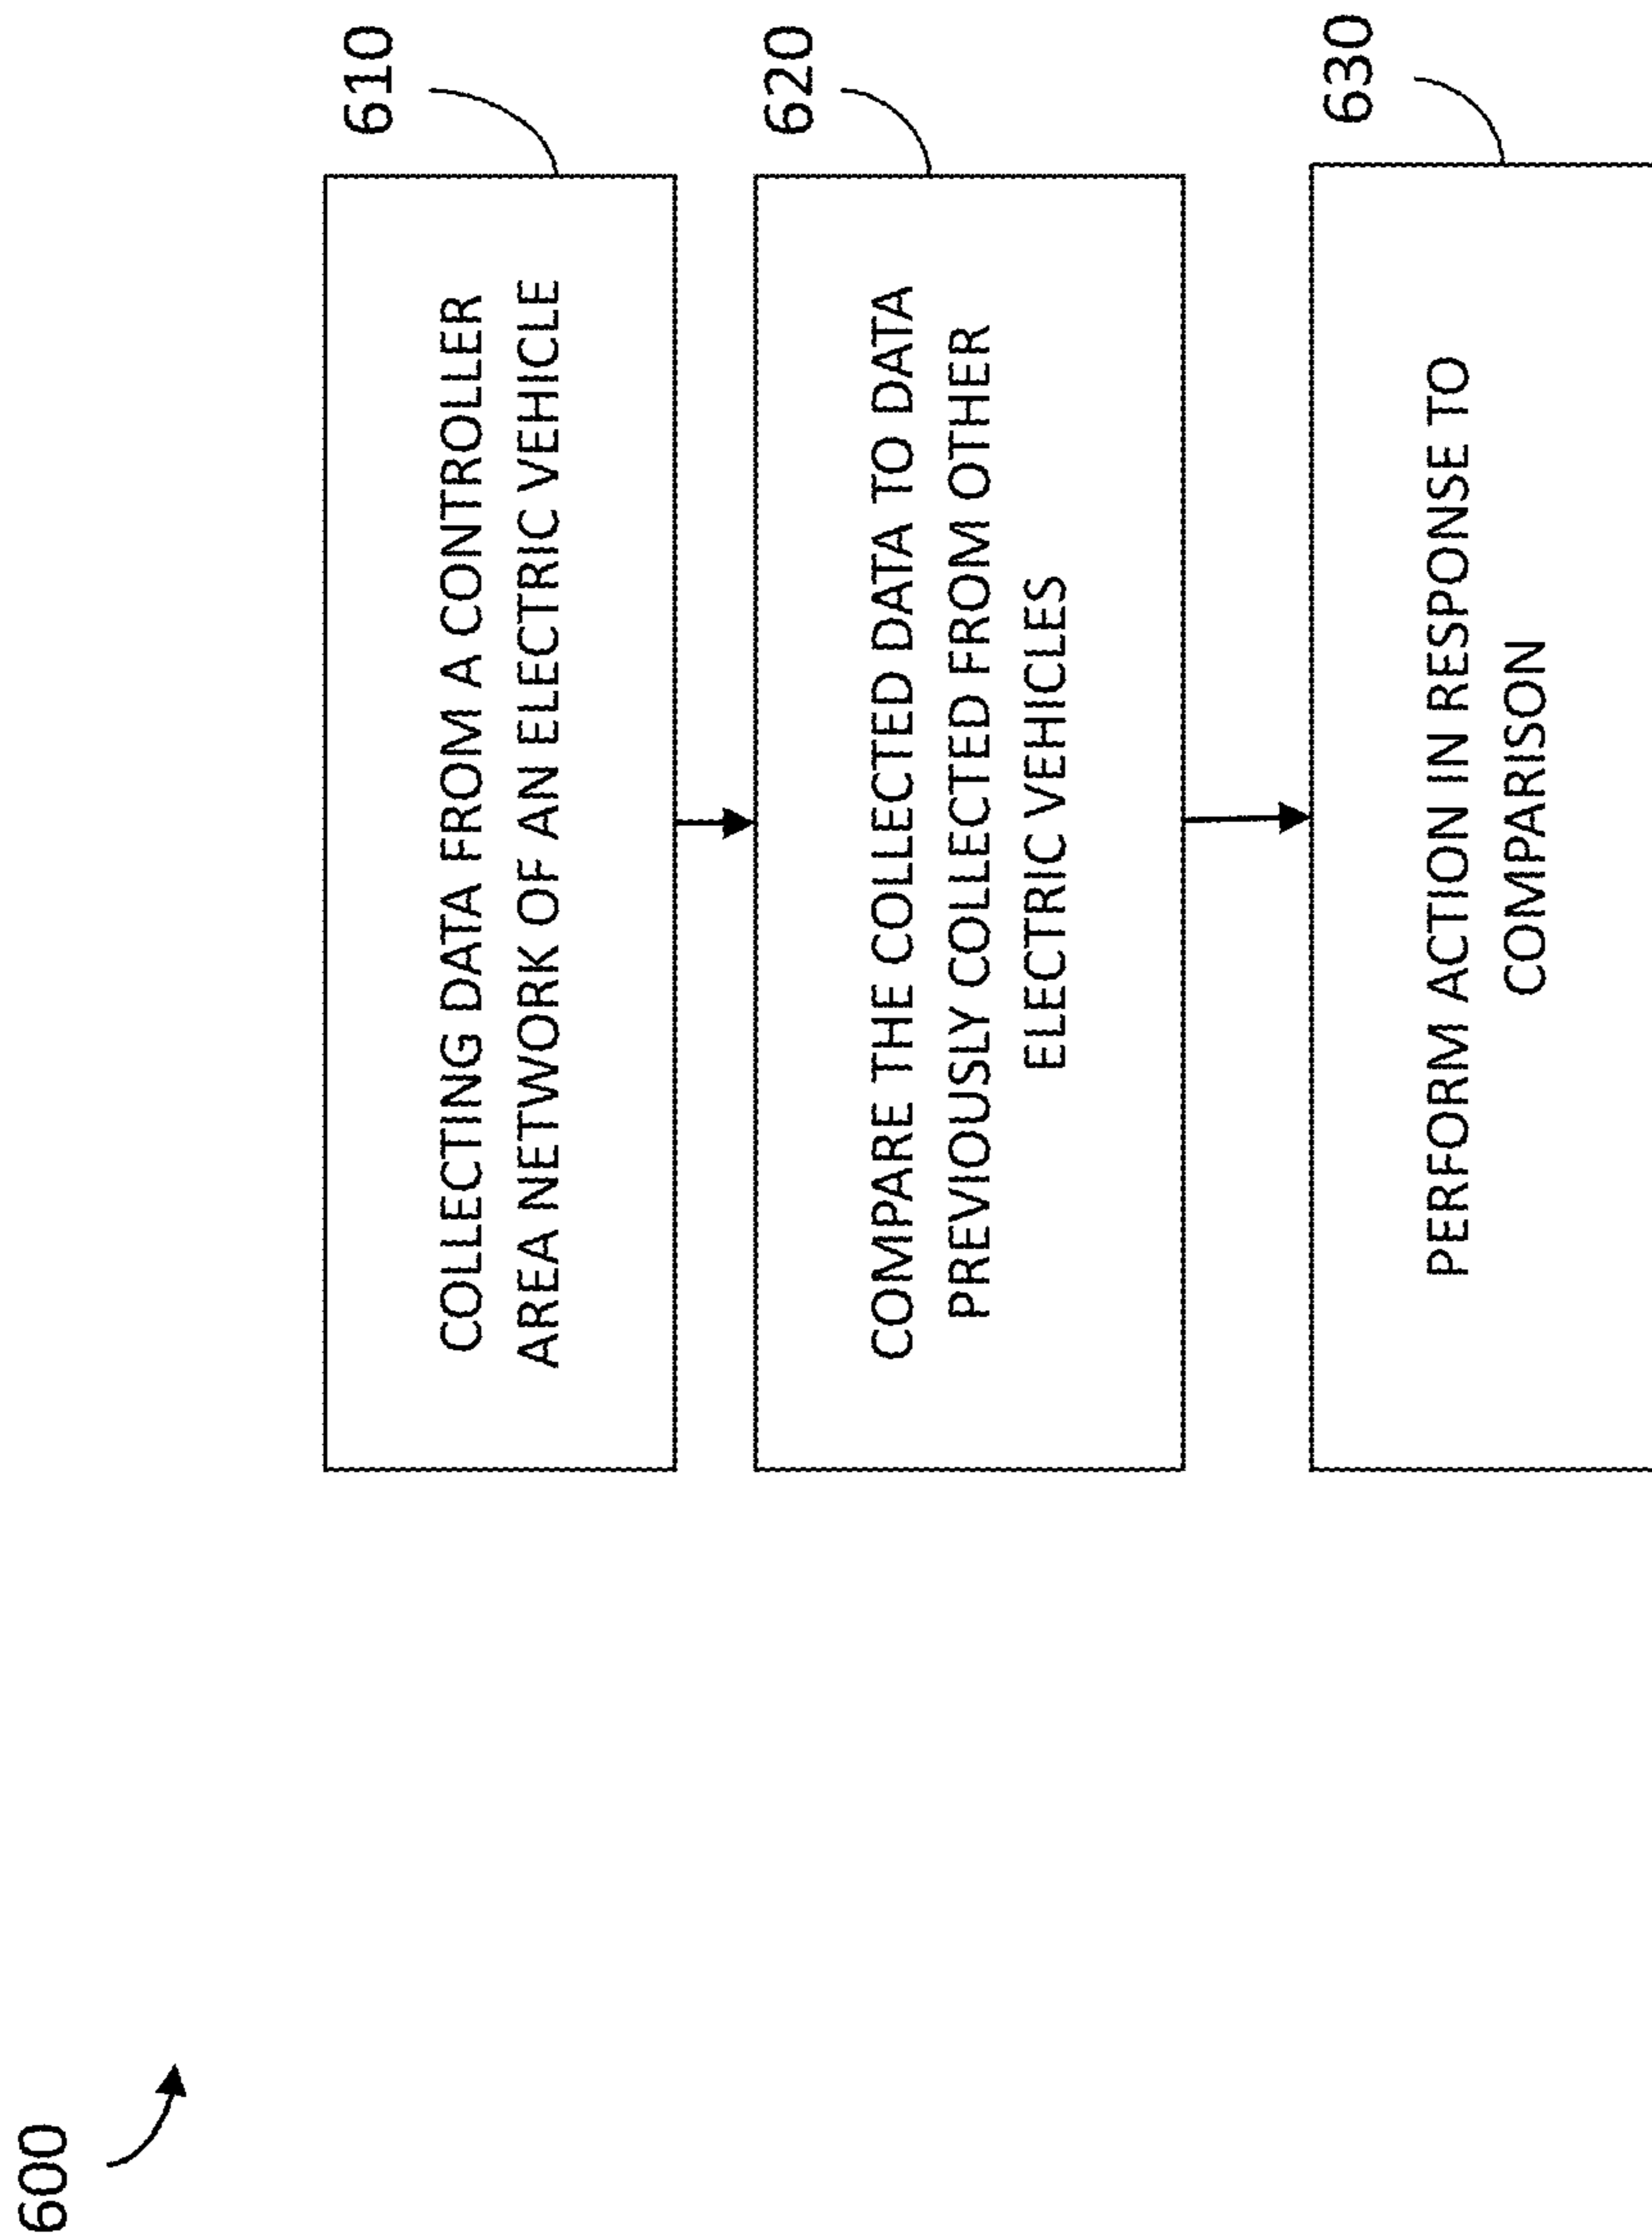 600
610
COLLECTING DATA FROM A CONTROLLER
AREA NETWORK OF AN ELECTRIC VEHICLE
620
COMPARE THE COLLECTED DATA TO DATA
PREVIOUSLY COLLECTED FROM OTHER
ELECTRIC VEHICLES
630
PERFORM ACTION IN RESPONSE TO
COMPARISON